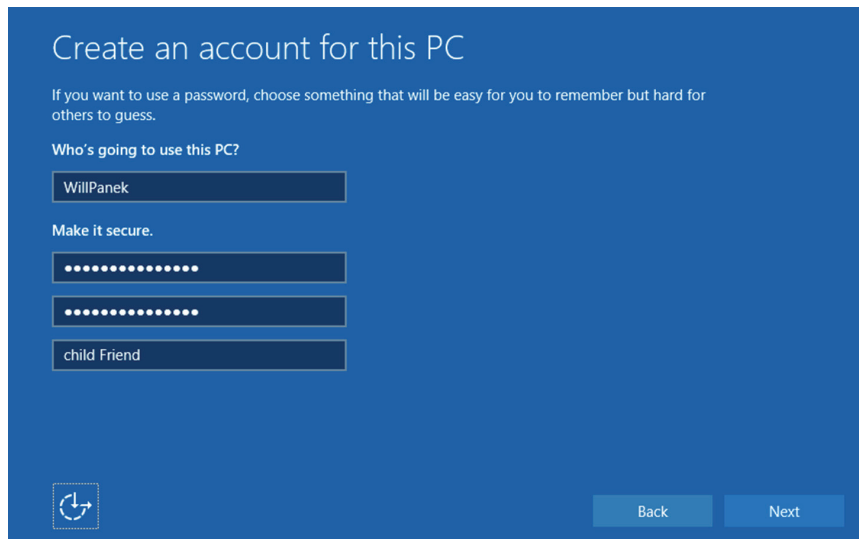 Create an account for this PC
If you want to use a password, choose something that will be easy for you to remember but hard for
others to guess.
Who's going to use this PC?
WillPanek
Make it secure.
•••••••••••••••
•••••••••••••••
child Friend
Back Next